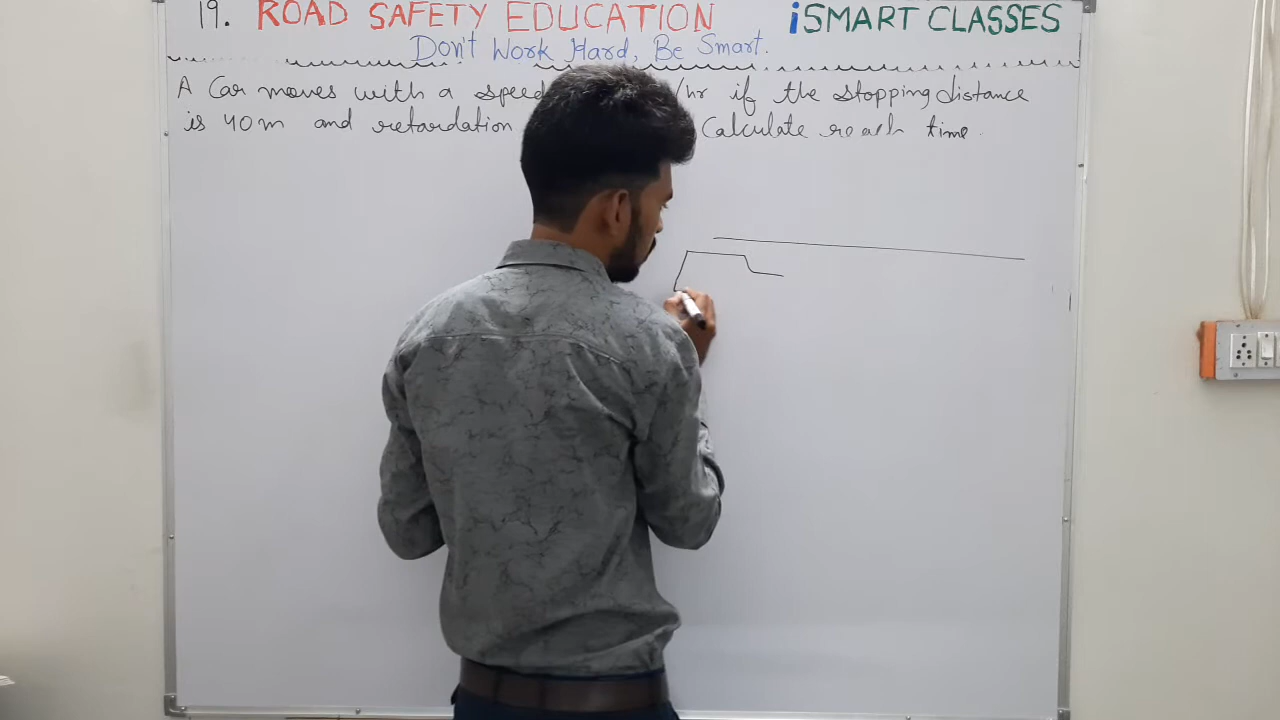 19. ROAD SAFETY EDUCATION iSMART CLASSES
Don't Work Hard, Be Smart.
A Car moves with a speed /hr if the stopping distance
is 40m and retardation Calculate time.